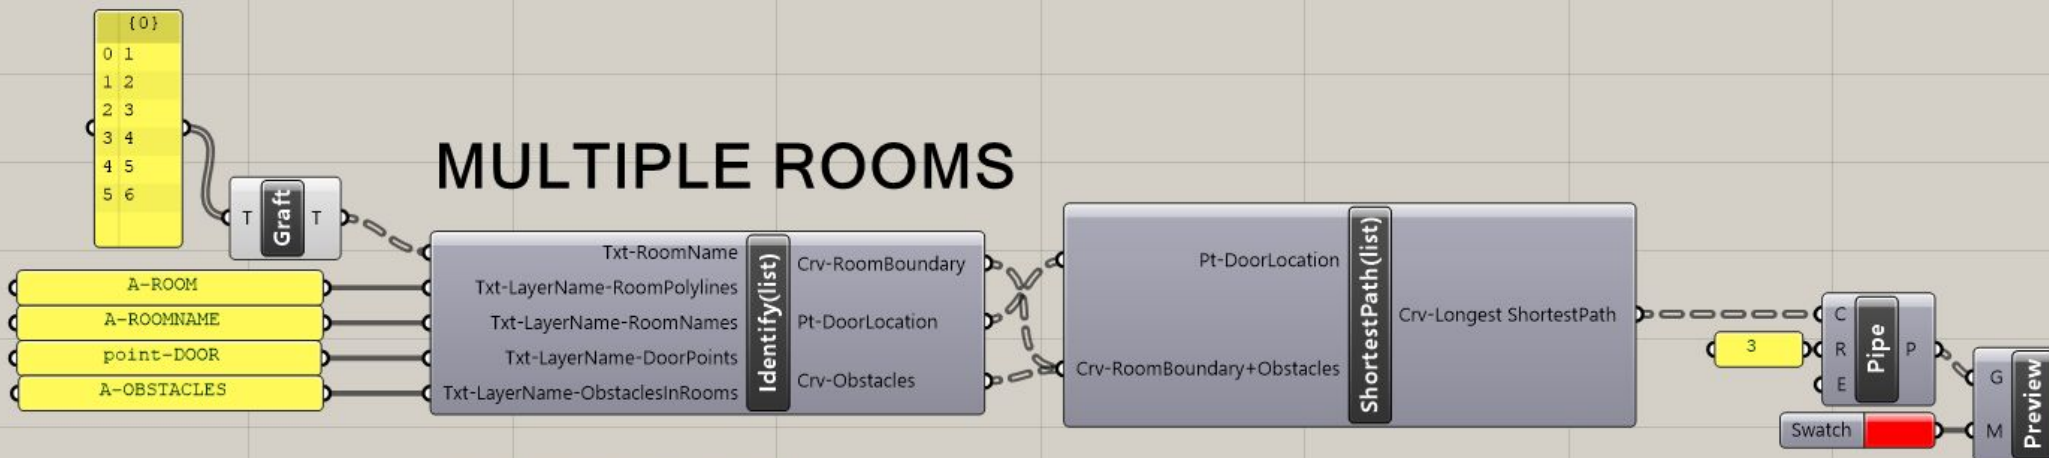 {0}
0 1
1 2
2 3
3 4
4 5
5 6
T Graft T
MULTIPLE ROOMS
A-ROOM
A-ROOMNAME
point-DOOR
A-OBSTACLES
Txt-RoomName
Txt-LayerName-RoomPolylines
Txt-LayerName-RoomNames
Txt-LayerName-DoorPoints
Txt-LayerName-ObstaclesInRooms
Identify(list)
Crv-RoomBoundary
Pt-DoorLocation
Crv-Obstacles
Pt-DoorLocation
Crv-RoomBoundary+Obstacles
ShortestPath(list)
Crv-Longest ShortestPath
3
C
R
E
Pipe
P
Swatch
G
M
Preview